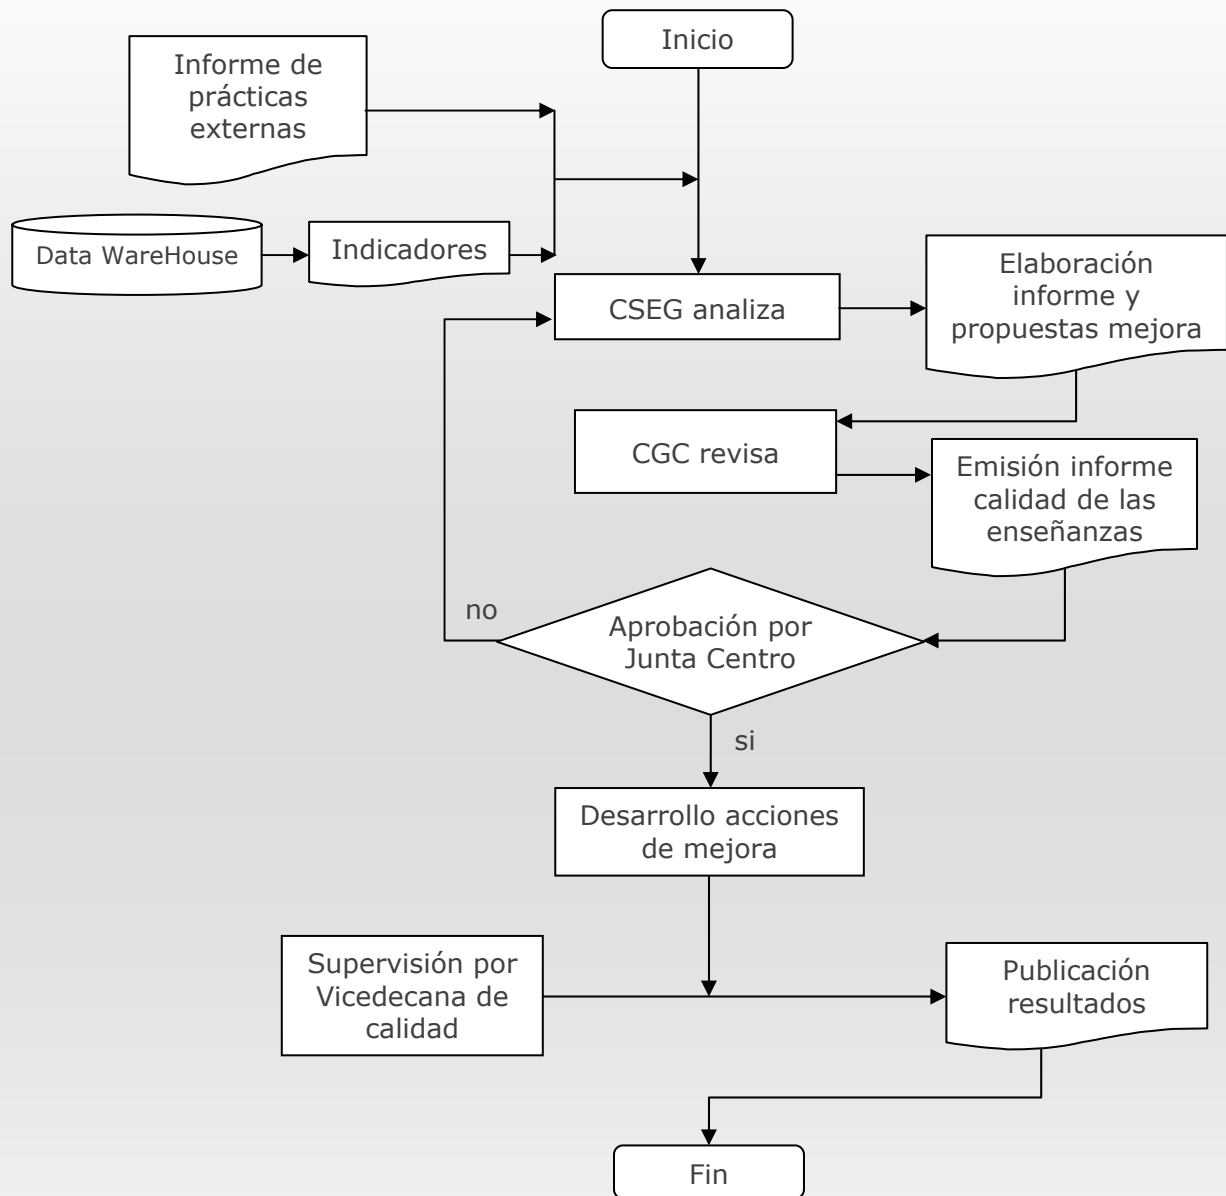 Inicio
Informe de
prácticas
externas
Data WareHouse
Indicadores
CSEG analiza
Elaboración
informe y
propuestas mejora
CGC revisa
Emisión informe
calidad de las
enseñanzas
no
Aprobación por
Junta Centro
si
Desarrollo acciones
de mejora
Supervisión por
Vicedecana de
calidad
Publicación
resultados
Fin